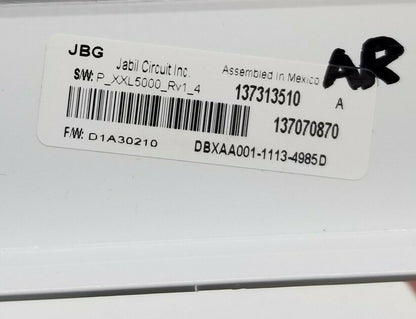 JBG
Jabil Circuit Inc. Assembled in Mexico
S/W: P_XXL5000_Rv1_4 137313510 A
137070870
F/W: D1A30210 DBXAA001-1113-4985D
AR